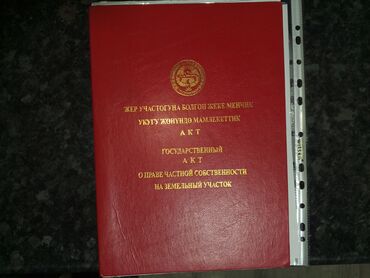 ЖЕР УЧАСТОГУНА БОЛГОН ЖЕКЕ МЕНЧИК
УКУГУ ЖӨНҮНДӨ МАМЛЕКЕТТИК
АКТ
ГОСУДАРСТВЕННЫЙ
АКТ
О ПРАВЕ ЧАСТНОЙ СОБСТВЕННОСТИ
НА ЗЕМЕЛЬНЫЙ УЧАСТОК